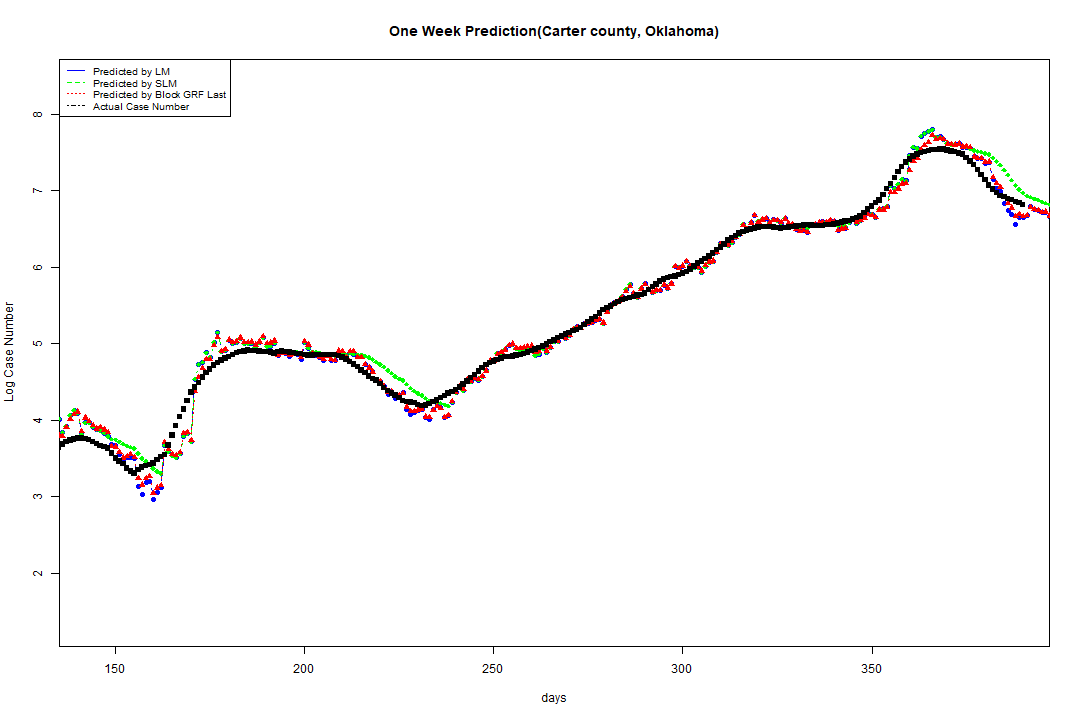 One Week Prediction(Carter county, Oklahoma)
Predicted by LM
Predicted by SLM
Predicted by Block GRF Last
Actual Case Number
8
7
6
5
4
3
2
Log Case Number
150 200 250 300 350
days